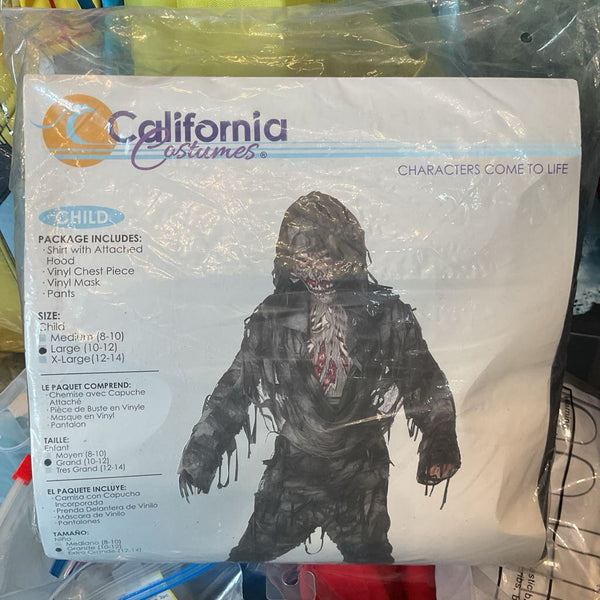 California
Costumes®
CHARACTERS COME TO LIFE
CHILD
PACKAGE INCLUDES:
· Shirt with Attached
Hood
· Vinyl Chest Piece
· Vinyl Mask
· Pants
SIZE:
Child
Medium (8-10)
Large (10-12)
X-Large (12-14)
LE PAQUET COMPREND:
· Chemise avec Capuche
Attaché
· Pièce de Buste en Vinyle
· Masque en Vinyl
· Pantalon
TAILLE:
Enfant
Moyen (8-10)
Grand (10-12)
Tres Grand (12-14)
EL PAQUETE INCLUYE:
· Camisa con Capucha
Incorporada
· Prenda Delantera de Vinilo
· Máscara de Vinilo
· Pantalones
TAMAÑO:
Niño
Mediano (8-10)
Grande (10-12)
Extra Grande (12-14)